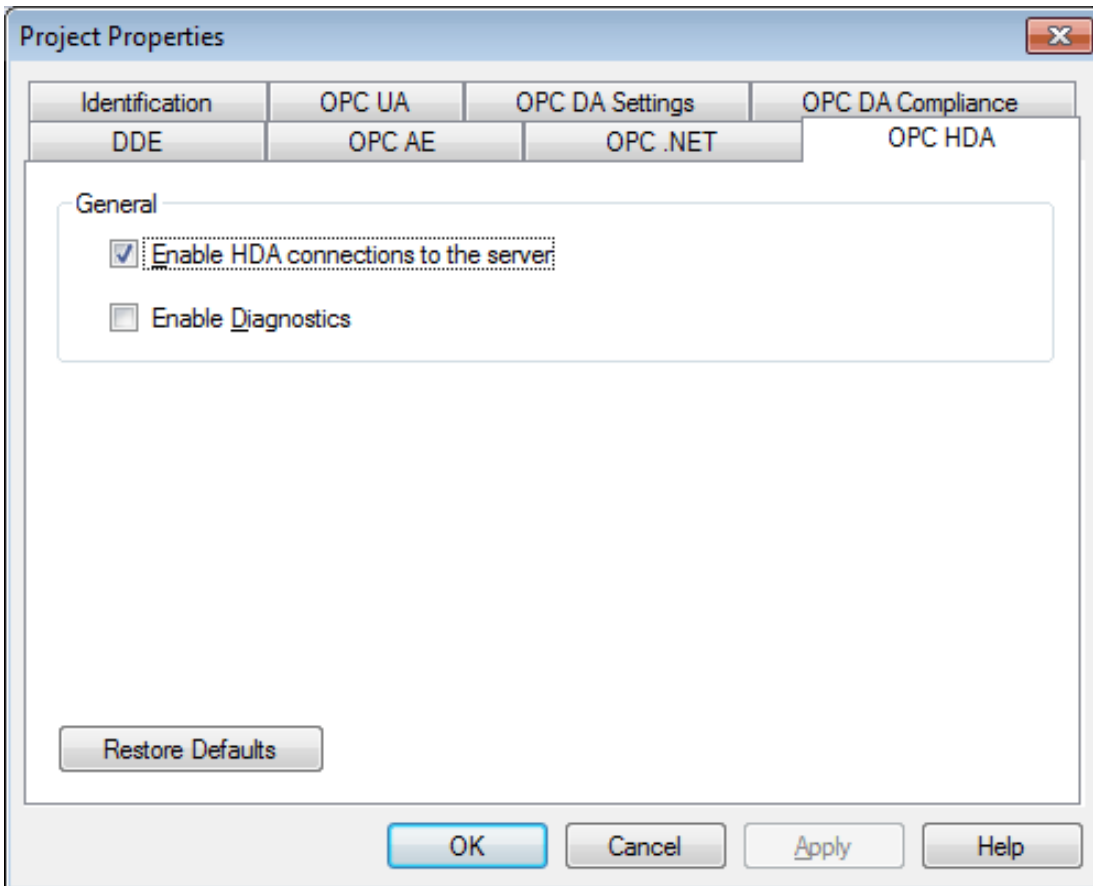 Project Properties
Identification OPC UA OPC DA Settings OPC DA Compliance
DDE OPC AE OPC .NET OPC HDA
General
Enable HDA connections to the server
Enable Diagnostics
Restore Defaults
OK Cancel Apply Help